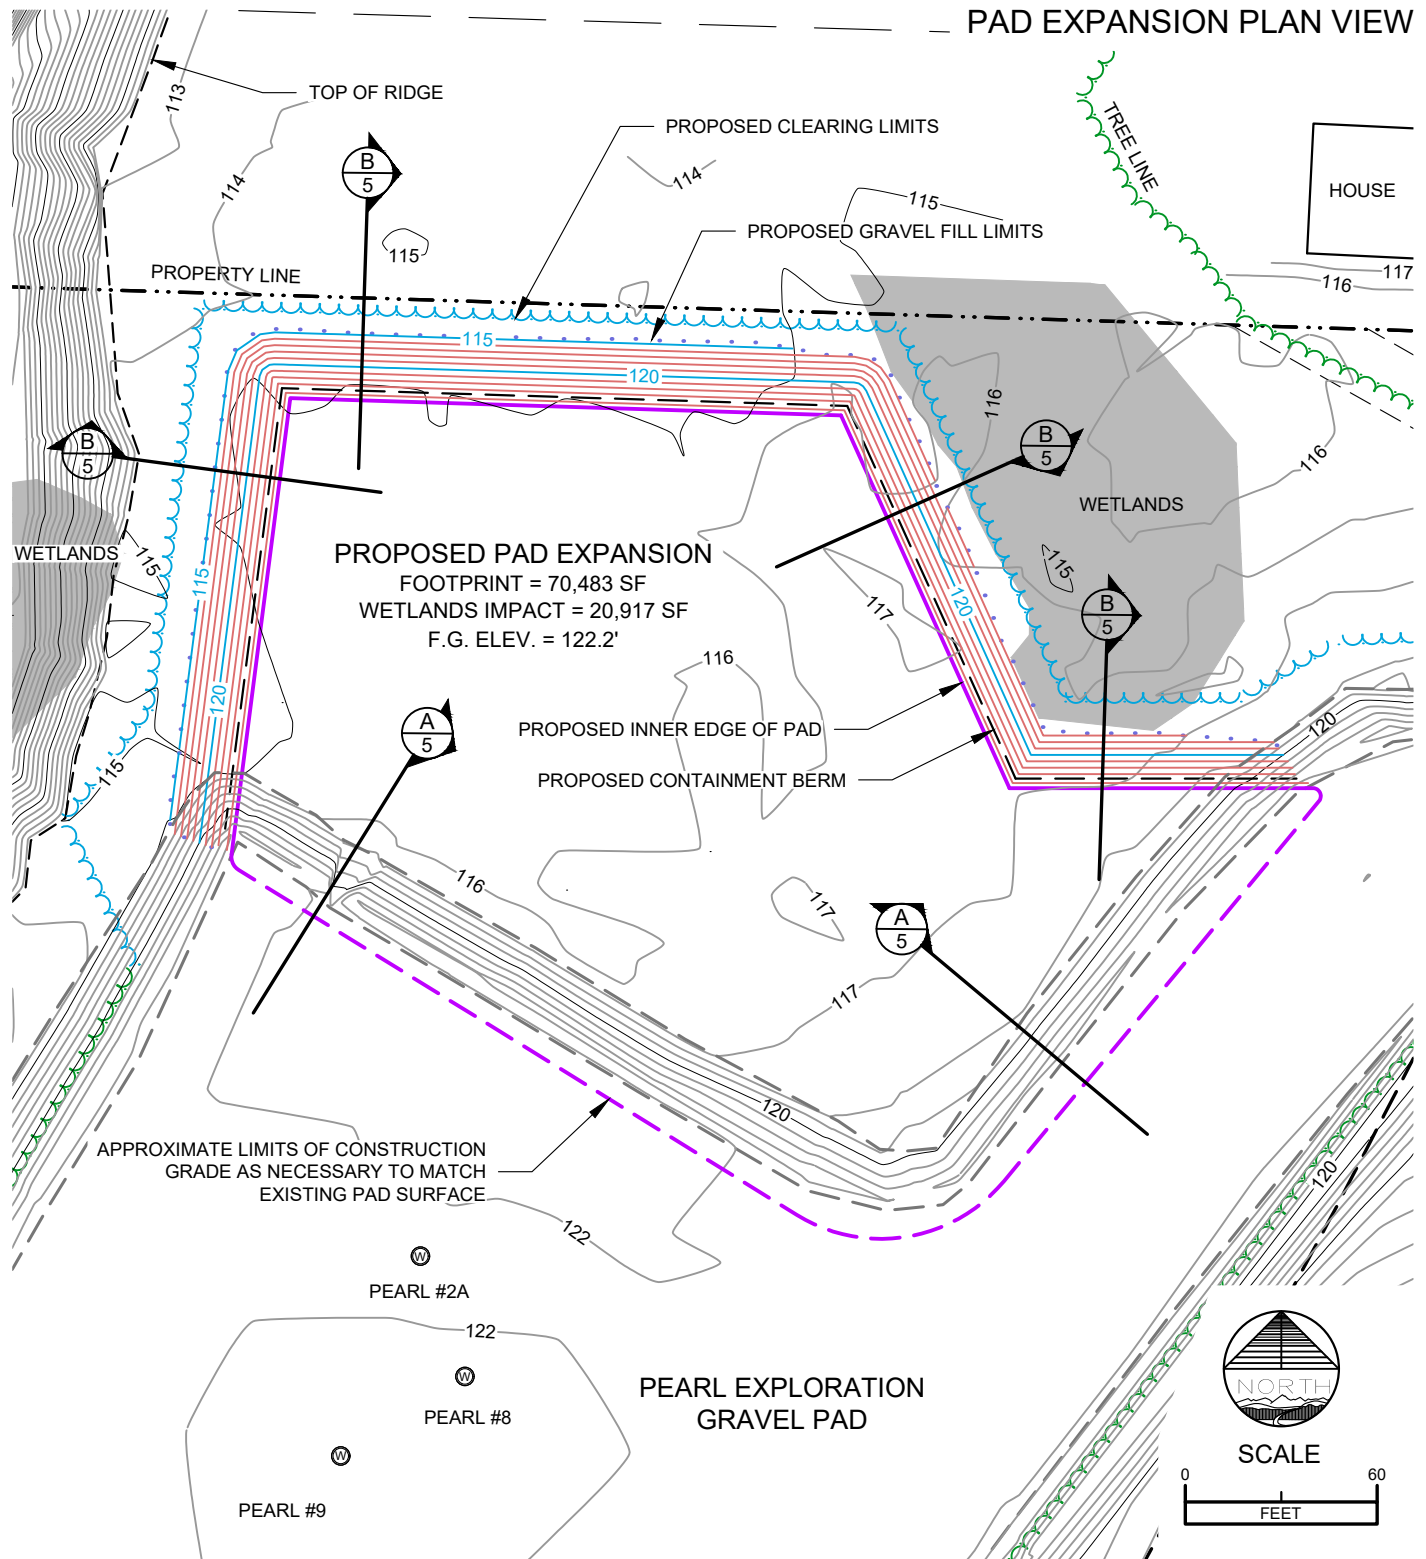 PAD EXPANSION PLAN VIEW
TOP OF RIDGE
113
PROPOSED CLEARING LIMITS
TREE LINE
B
5
114
114
HOUSE
115
PROPOSED GRAVEL FILL LIMITS
115
PROPERTY LINE
117
116
115
120
116
B
5
B
5
116
WETLANDS
WETLANDS
115
PROPOSED PAD EXPANSION
FOOTPRINT = 70,483 SF
WETLANDS IMPACT = 20,917 SF
F.G. ELEV. = 122.2'
115
115
120
117
B
5
116
120
A
5
PROPOSED INNER EDGE OF PAD
120
115
PROPOSED CONTAINMENT BERM
116
117
A
5
117
120
APPROXIMATE LIMITS OF CONSTRUCTION
GRADE AS NECESSARY TO MATCH
EXISTING PAD SURFACE
120
122
W
PEARL #2A
122
W
PEARL #8
PEARL EXPLORATION
GRAVEL PAD
W
PEARL #9
NORTH
SCALE
0
60
FEET